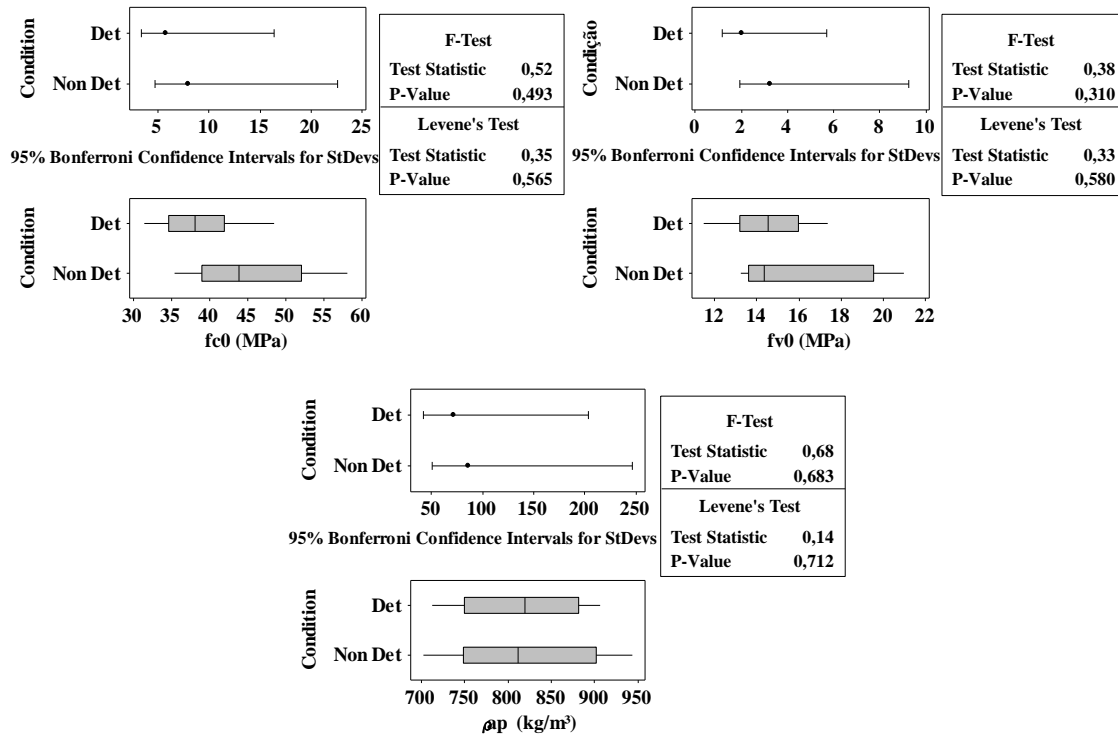 Condition
Det
Non Det
5 10 15 20 25
95% Bonferroni Confidence Intervals for StDevs
F-Test
Test Statistic 0,52
P-Value 0,493
Levene's Test
Test Statistic 0,35
P-Value 0,565
Condition
Det
Non Det
30 35 40 45 50 55 60
fc0 (MPa)
Condição
Det
Non Det
0 2 4 6 8 10
95% Bonferroni Confidence Intervals for StDevs
F-Test
Test Statistic 0,38
P-Value 0,310
Levene's Test
Test Statistic 0,33
P-Value 0,580
Condition
Det
Non Det
12 14 16 18 20 22
fv0 (MPa)
Condition
Det
Non Det
50 100 150 200 250
95% Bonferroni Confidence Intervals for StDevs
F-Test
Test Statistic 0,68
P-Value 0,683
Levene's Test
Test Statistic 0,14
P-Value 0,712
Condition
Det
Non Det
700 750 800 850 900 950
ρap (kg/m³)